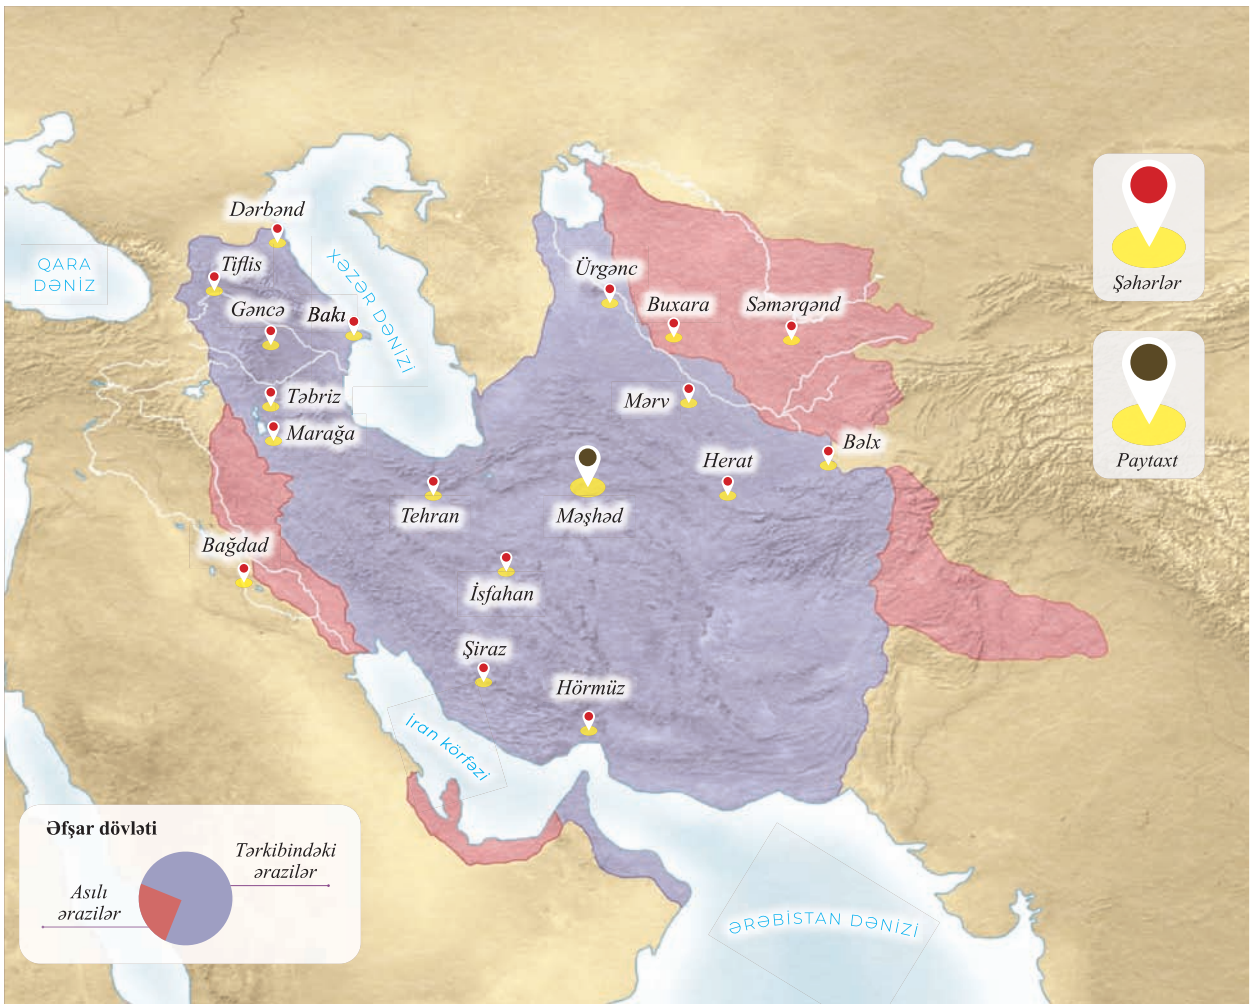 Dərbənd
Tiflis
QARA
DƏNİZ
XƏZƏR DƏNİZİ
Gəncə
Bakı
Ürgənc
Buxara
Səmərqənd
Şəhərlər
Təbriz
Mərv
Marağa
Bəlx
Herat
Paytaxt
Tehran
Məşhəd
Bağdad
İsfahan
Şiraz
Hörmüz
İran körfəzi
Əfşar dövləti
Tərkibindəki
ərazilər
Asılı
ərazilər
ƏRƏBİSTAN DƏNİZİ